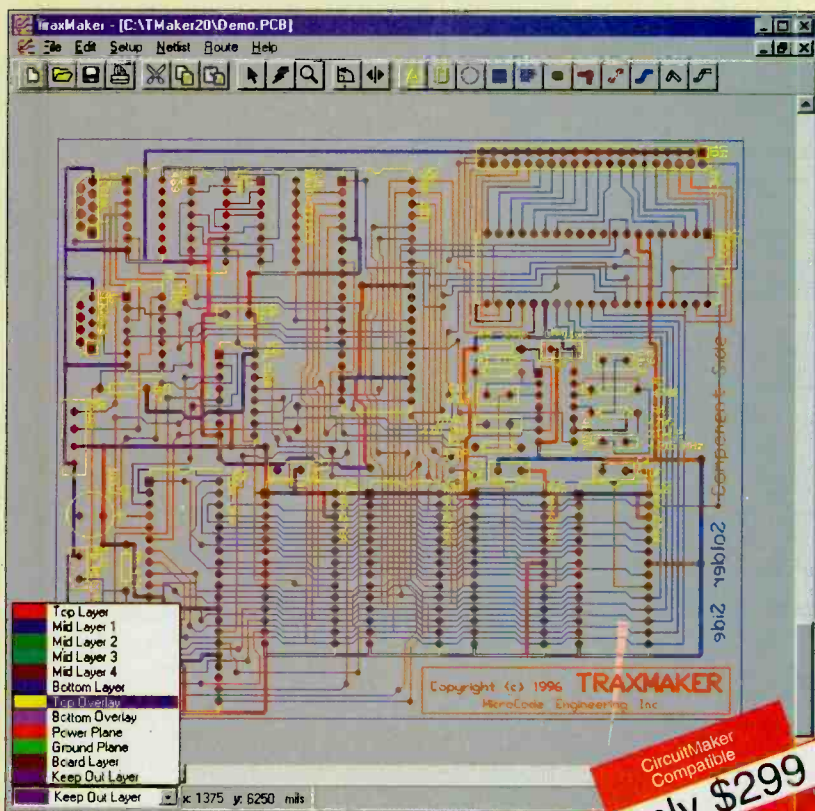 TraxMaker - [C:\TMaker20\Demo.PCB]
File Edit Setup Netlist Route Help
Component Side
Solder Side
Copyright (c) 1996 TRAXMAKER
MicroCode Engineering Inc
Top Layer
Mid Layer 1
Mid Layer 2
Mid Layer 3
Mid Layer 4
Bottom Layer
Top Overlay
Bottom Overlay
Power Plane
Ground Plane
Board Layer
Keep Out Layer
Keep Out Layer x: 1375 y: 6250 mils
CircuitMaker
Compatible
$299